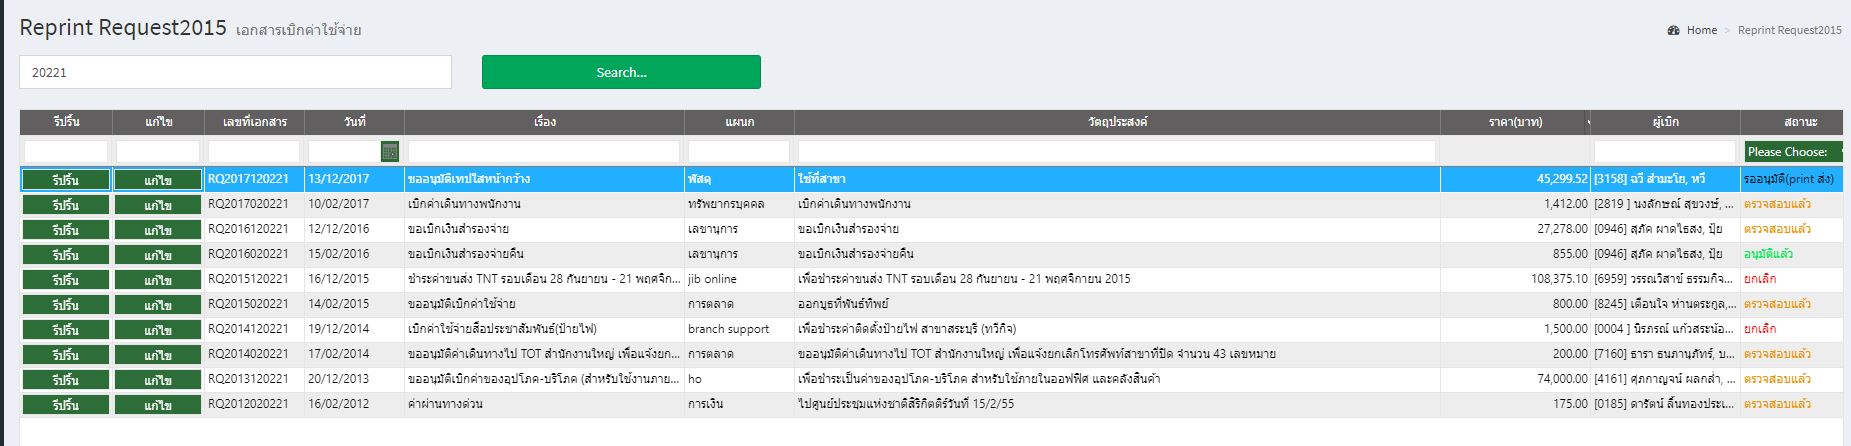 Reprint Request2015 เอกสารเบิกค่าใช้จ่าย
Home > Reprint Request2015
20221
Search...
รีปริ้น แก้ไข เลขที่เอกสาร วันที่ เรื่อง แผนก วัตถุประสงค์ ราคา(บาท) ผู้เบิก สถานะ
Please Choose:
รีปริ้น แก้ไข RQ2017120221 13/12/2017 ขออนุมัติเทปใสหน้ากว้าง พัสดุ ใช้ที่สาขา 45,299.52 [3158] ฉวี สำมะโย, หวี รออนุมัติ(print ส่ง)
รีปริ้น แก้ไข RQ2017020221 10/02/2017 เบิกค่าเดินทางพนักงาน ทรัพยากรบุคคล เบิกค่าเดินทางพนักงาน 1,412.00 [2819 ] นงลักษณ์ สุขวงษ์, ... ตรวจสอบแล้ว
รีปริ้น แก้ไข RQ2016120221 12/12/2016 ขอเบิกเงินสำรองจ่าย เลขานุการ ขอเบิกเงินสำรองจ่าย 27,278.00 [0946] สุภัค ผาดไธสง, ปุ้ย ตรวจสอบแล้ว
รีปริ้น แก้ไข RQ2016020221 15/02/2016 ขอเบิกเงินสำรองจ่ายคืน เลขานุการ ขอเบิกเงินสำรองจ่ายคืน 855.00 [0946] สุภัค ผาดไธสง, ปุ้ย อนุมัติแล้ว
รีปริ้น แก้ไข RQ2015120221 16/12/2015 ชำระค่าขนส่ง TNT รอบเดือน 28 กันยายน - 21 พฤศจิก... jib online เพื่อชำระค่าขนส่ง TNT รอบเดือน 28 กันยายน - 21 พฤศจิกายน 2015 108,375.10 [6959] วรรณวิสาข์ ธรรมกิจ... ยกเลิก
รีปริ้น แก้ไข RQ2015020221 14/02/2015 ขออนุมัติเบิกค่าใช้จ่าย การตลาด ออกบูธที่พันธ์ทิพย์ 800.00 [8245] เตือนใจ ห่านตระกูล,... ตรวจสอบแล้ว
รีปริ้น แก้ไข RQ2014120221 19/12/2014 เบิกค่าใช้จ่ายสื่อประชาสัมพันธ์(ป้ายไฟ) branch support เพื่อชำระค่าติดตั้งป้ายไฟ สาขาสระบุรี (ทวีกิจ) 1,500.00 [0004 ] นิรภรณ์ แก้วสระน้อ... ยกเลิก
รีปริ้น แก้ไข RQ2014020221 17/02/2014 ขออนุมัติค่าเดินทางไป TOT สำนักงานใหญ่ เพื่อแจ้งยก... การตลาด ขออนุมัติค่าเดินทางไป TOT สำนักงานใหญ่ เพื่อแจ้งยกเลิกโทรศัพท์สาขาที่ปิด จำนวน 43 เลขหมาย 200.00 [7160] ธารา ธนภานุภัทร์, บ... ตรวจสอบแล้ว
รีปริ้น แก้ไข RQ2013120221 20/12/2013 ขออนุมัติเบิกค่าของอุปโภค-บริโภค (สำหรับใช้งานภาย... ho เพื่อชำระเป็นค่าของอุปโภค-บริโภค สำหรับใช้ภายในออฟฟิศ และคลังสินค้า 74,000.00 [4161] ศุภกาญจน์ ผลกล่ำ, ... ตรวจสอบแล้ว
รีปริ้น แก้ไข RQ2012020221 16/02/2012 ค่าผ่านทางด่วน การเงิน ไปศูนย์ประชุมแห่งชาติสิริกิตติร์วันที่ 15/2/55 175.00 [0185] ดารัตน์ ลิ้นทองประเ... ตรวจสอบแล้ว